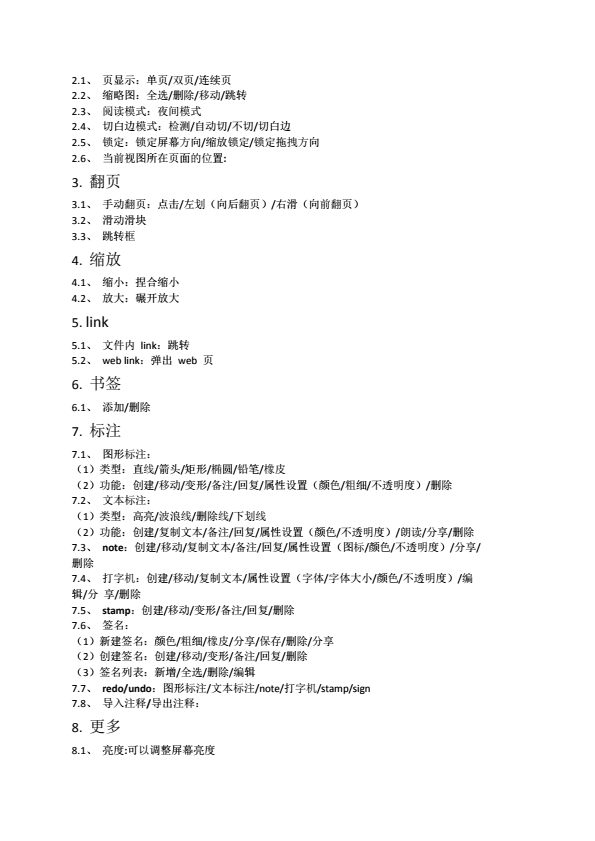 2.1、 页显示：单页/双页/连续页
2.2、 缩略图：全选/删除/移动/跳转
2.3、 阅读模式：夜间模式
2.4、 切白边模式：检测/自动切/不切/切白边
2.5、 锁定：锁定屏幕方向/缩放锁定/锁定拖拽方向
2.6、 当前视图所在页面的位置:
3. 翻页
3.1、 手动翻页：点击/左划（向后翻页）/右滑（向前翻页）
3.2、 滑动滑块
3.3、 跳转框
4. 缩放
4.1、 缩小：捏合缩小
4.2、 放大：碾开放大
5. link
5.1、 文件内 link：跳转
5.2、 web link：弹出 web 页
6. 书签
6.1、 添加/删除
7. 标注
7.1、 图形标注：
（1）类型：直线/箭头/矩形/椭圆/铅笔/橡皮
（2）功能：创建/移动/变形/备注/回复/属性设置（颜色/粗细/不透明度）/删除
7.2、 文本标注：
（1）类型：高亮/波浪线/删除线/下划线
（2）功能：创建/复制文本/备注/回复/属性设置（颜色/不透明度）/朗读/分享/删除
7.3、 note：创建/移动/复制文本/备注/回复/属性设置（图标/颜色/不透明度）/分享/
删除
7.4、 打字机：创建/移动/复制文本/属性设置（字体/字体大小/颜色/不透明度）/编
辑/分 享/删除
7.5、 stamp：创建/移动/变形/备注/回复/删除
7.6、 签名：
（1）新建签名：颜色/粗细/橡皮/分享/保存/删除/分享
（2）创建签名：创建/移动/变形/备注/回复/删除
（3）签名列表：新增/全选/删除/编辑
7.7、 redo/undo：图形标注/文本标注/note/打字机/stamp/sign
7.8、 导入注释/导出注释：
8. 更多
8.1、 亮度:可以调整屏幕亮度